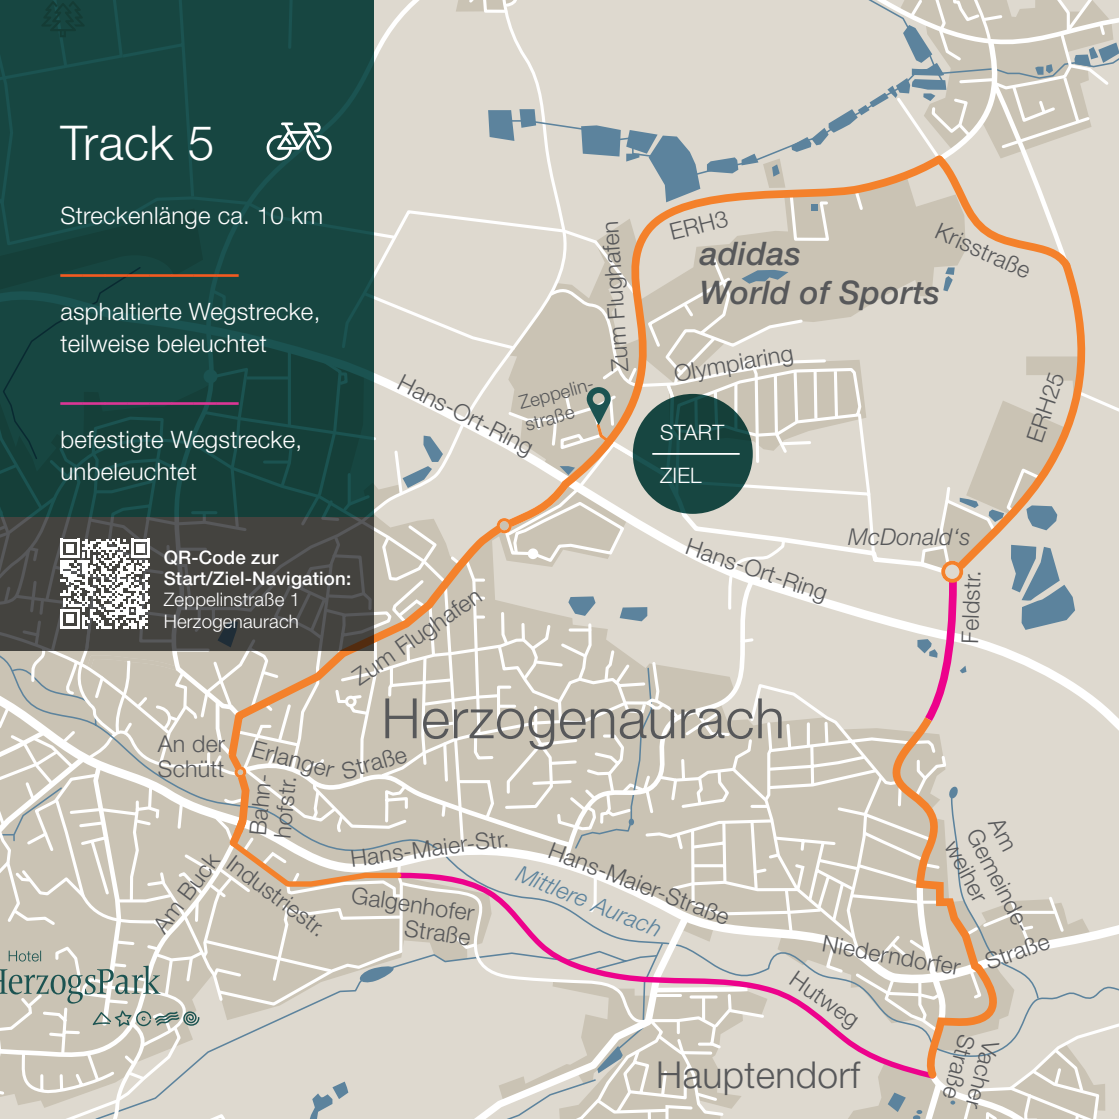 Track 5
Streckenlänge ca. 10 km
asphaltierte Wegstrecke,
teilweise beleuchtet
befestigte Wegstrecke,
unbeleuchtet
QR-Code zur
Start/Ziel-Navigation:
Zeppelinstraße 1
Herzogenaurach
ERH3
adidas
World of Sports
Krisstraße
Zum Flughafen
Olympiaring
Zeppelin-
straße
Hans-Ort-Ring
START
ZIEL
ERH25
McDonald‘s
Hans-Ort-Ring
Feldstr.
Zum Flughafen
Herzogenaurach
An der
Schütt
Erlanger Straße
Bahn-
hofstr.
Hans-Maier-Str.
Hans-Maier-Straße
Am Buck
Industriestr.
Galgenhofer
Straße
Mittlere Aurach
Am
Gemeinde-
weiher
Niederndorfer Straße
Hutweg
Hauptendorf
Vacher
Straße
Hotel
HerzogsPark